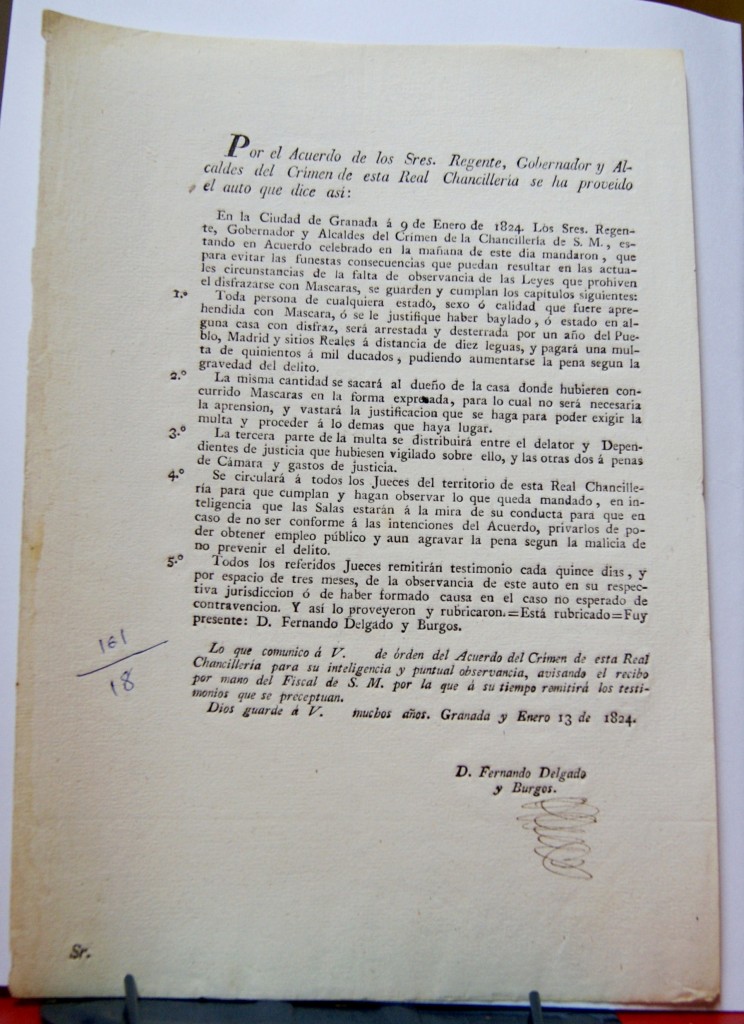 Por el Acuerdo de los Sres. Regente, Gobernador y Al-
caldes del Crimen de esta Real Chancillería se ha proveido
el auto que dice así:
En la Ciudad de Granada á 9 de Enero de 1824. Los Sres. Regen-
te, Gobernador y Alcaldes del Crimen de la Chancillería de S. M., es-
tando en Acuerdo celebrado en la mañana de este dia mandaron, que
para evitar las funestas consecuencias que puedan resultar en las actua-
les circunstancias de la falta de observancia de las Leyes que prohiven
el disfrazarse con Mascaras, se guarden y cumplan los capítulos siguientes:
1.º Toda persona de cualquiera estado, sexo ó calidad que fuere apre-
hendida con Mascara, ó se le justifique haber baylado, ó estado en al-
guna casa con disfraz, será arrestada y desterrada por un año del Pue-
blo, Madrid y sitios Reales á distancia de diez leguas, y pagará una mul-
ta de quinientos á mil ducados, pudiendo aumentarse la pena segun la
gravedad del delito.
2.º La misma cantidad se sacará al dueño de la casa donde hubieren con-
currido Mascaras en la forma expresada, para lo cual no será necesaria
la aprension, y vastará la justificacion que se haga para poder exigir la
multa y proceder á lo demas que haya lugar.
3.º La tercera parte de la multa se distribuirá entre el delator y Depen-
dientes de justicia que hubiesen vigilado sobre ello, y las otras dos á penas
de Cámara y gastos de justicia.
4.º Se circulará á todos los Jueces del territorio de esta Real Chancille-
ría para que cumplan y hagan observar lo que queda mandado, en in-
teligencia que las Salas estarán á la mira de su conducta para que en
caso de no ser conforme á las intenciones del Acuerdo, privarlos de po-
der obtener empleo público y aun agravar la pena segun la malicia de
no prevenir el delito.
5.º Todos los referidos Jueces remitirán testimonio cada quince dias, y
por espacio de tres meses, de la observancia de este auto en su respec-
tiva jurisdiccion ó de haber formado causa en el caso no esperado de
contravencion. Y así lo proveyeron y rubricaron.=Está rubricado=Fuy
presente: D. Fernando Delgado y Burgos.
161
18
Lo que comunico á V. de órden del Acuerdo del Crimen de esta Real
Chancillería para su inteligencia y puntual observancia, avisando el recibo
por mano del Fiscal de S. M. por la que á su tiempo remitirá los testi-
monios que se preceptuan.
Dios guarde á V. muchos años. Granada y Enero 13 de 1824.
D. Fernando Delgado
y Burgos.
Sr.